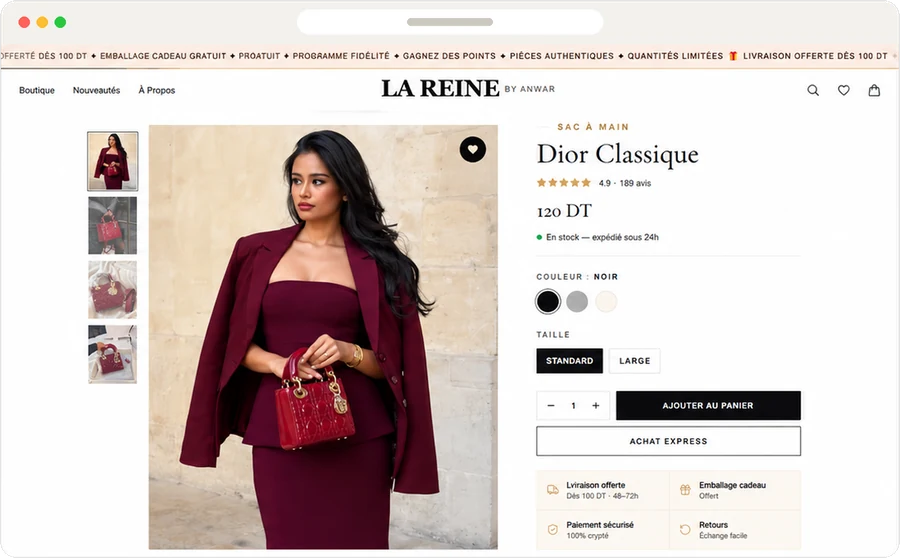 OFFERTÉ DÈS 100 DT ✦ EMBALLAGE CADEAU GRATUIT ✦ PROATUIT ✦ PROGRAMME FIDÉLITÉ ✦ GAGNEZ DES POINTS ✦ PIÈCES AUTHENTIQUES ✦ QUANTITÉS LIMITÉES 🎁 LIVRAISON OFFERTE DÈS 100 DT ✦
Boutique Nouveautés À Propos
LA REINE BY ANWAR
SAC À MAIN
Dior Classique
★★★★★ 4.9 · 189 avis
120 DT
En stock — expédié sous 24h
COULEUR : NOIR
TAILLE
STANDARD LARGE
− 1 + AJOUTER AU PANIER
ACHAT EXPRESS
Lvraison offerte
Dès 100 DT · 48–72h
Emballage cadeau
Offert
Paiement sécurisé
100% crypté
Retours
Échange facile